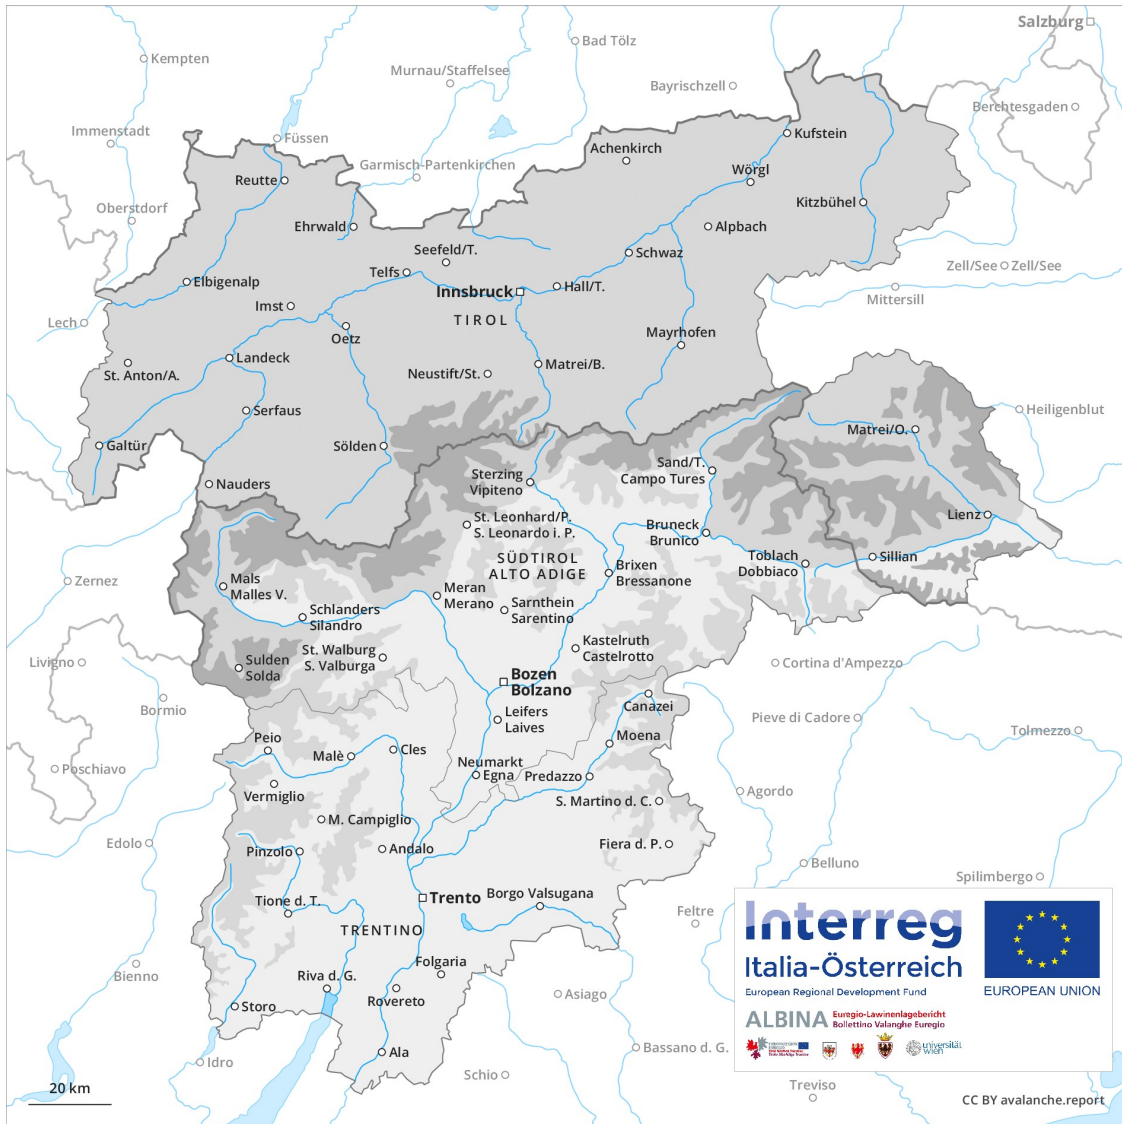 Salzburg
Bad Tölz
Kempten
Murnau/Staffelsee
Bayrischzell
Berchtesgaden
Immenstadt
Füssen
Kufstein
Achenkirch
Garmisch-Partenkirchen
Wörgl
Reutte
Oberstdorf
Kitzbühel
Ehrwald
Alpbach
Seefeld/T.
Schwaz
Telfs
Zell/See
Zell/See
Elbigenalp
Innsbruck
Hall/T.
Mittersill
Imst
TIROL
Lech
Oetz
Mayrhofen
Landeck
Matrei/B.
St. Anton/A.
Neustift/St.
Serfaus
Heiligenblut
Matrei/O.
Galtür
Sölden
Sand/T.
Campo Tures
Sterzing
Vipiteno
Nauders
St. Leonhard/P.
S. Leonardo i. P.
Lienz
Bruneck
Brunico
SÜDTIROL
ALTO ADIGE
Toblach
Dobbiaco
Sillian
Brixen
Bressanone
Zernez
Mals
Malles V.
Meran
Merano
Sarnthein
Sarentino
Schlanders
Silandro
Kastelruth
Castelrotto
St. Walburg
S. Valburga
Livigno
Sulden
Solda
Cortina d'Ampezzo
Bozen
Bolzano
Bormio
Canazei
Leifers
Laives
Pieve di Cadore
Tolmezzo
Peio
Moena
Cles
Malè
Neumarkt
Egna
Predazzo
Poschiavo
Vermiglio
Agordo
S. Martino d. C.
M. Campiglio
Edolo
Pinzolo
Andalo
Fiera d. P.
Belluno
Spilimbergo
Tione d. T.
Trento
Borgo Valsugana
Feltre
TRENTINO
Interreg
Italia-Österreich
European Regional Development Fund
EUROPEAN UNION
Folgaria
Bienno
Riva d. G.
Rovereto
Asiago
Storo
ALBINA
Euregio-Lawinenlagebericht
Bollettino Valanghe Euregio
universität
wien
Bassano d. G.
Ala
Idro
Schio
Treviso
20 km
CC BY avalanche.report